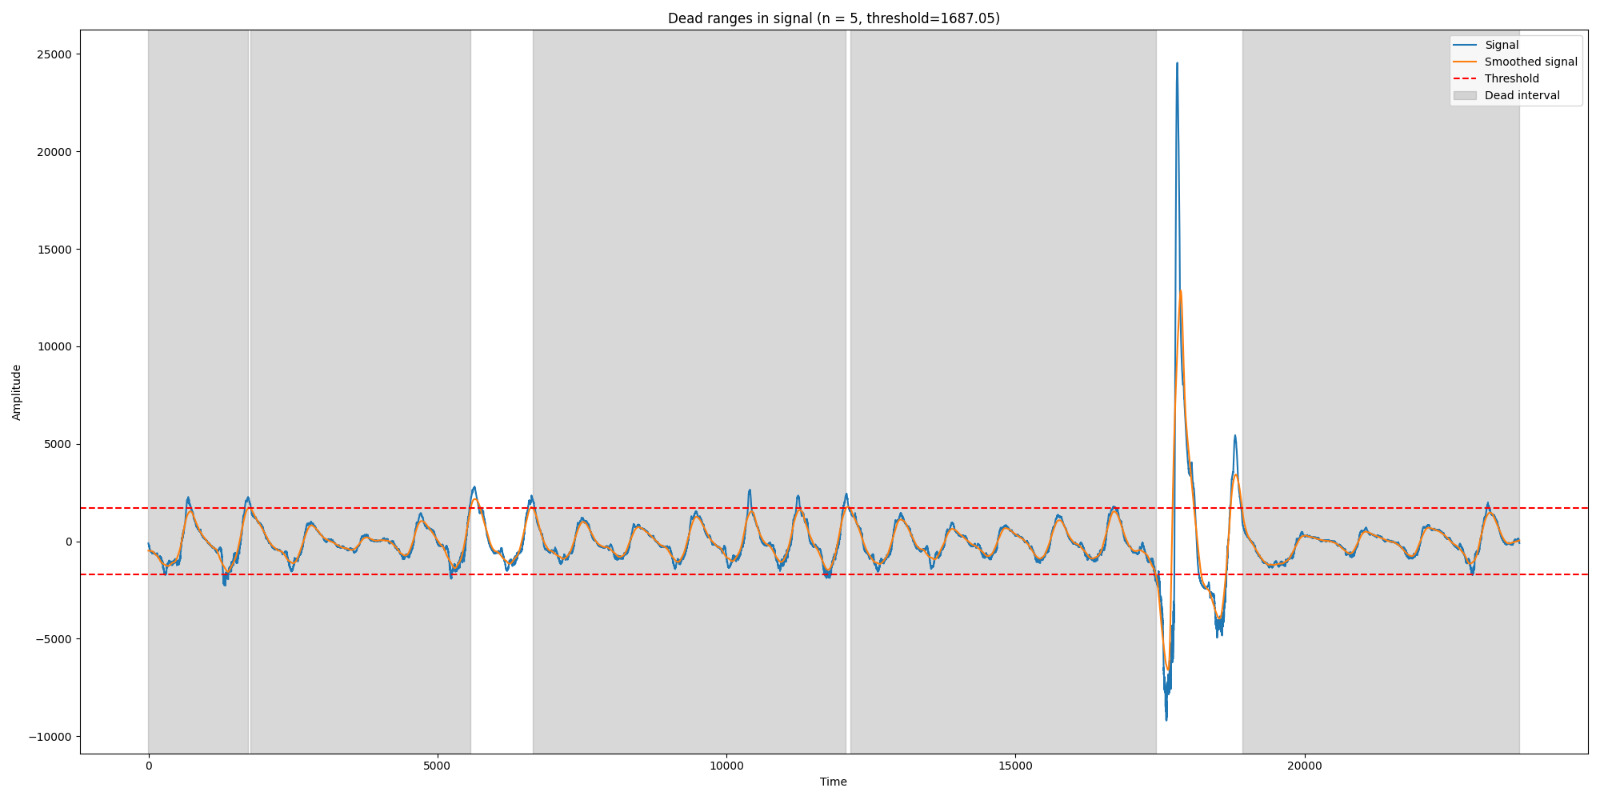 Dead ranges in signal (n = 5, threshold=1687.05)
Signal
Smoothed signal
Threshold
Dead interval
25000
20000
15000
10000
5000
0
−5000
−10000
Amplitude
0
5000
10000
15000
20000
Time